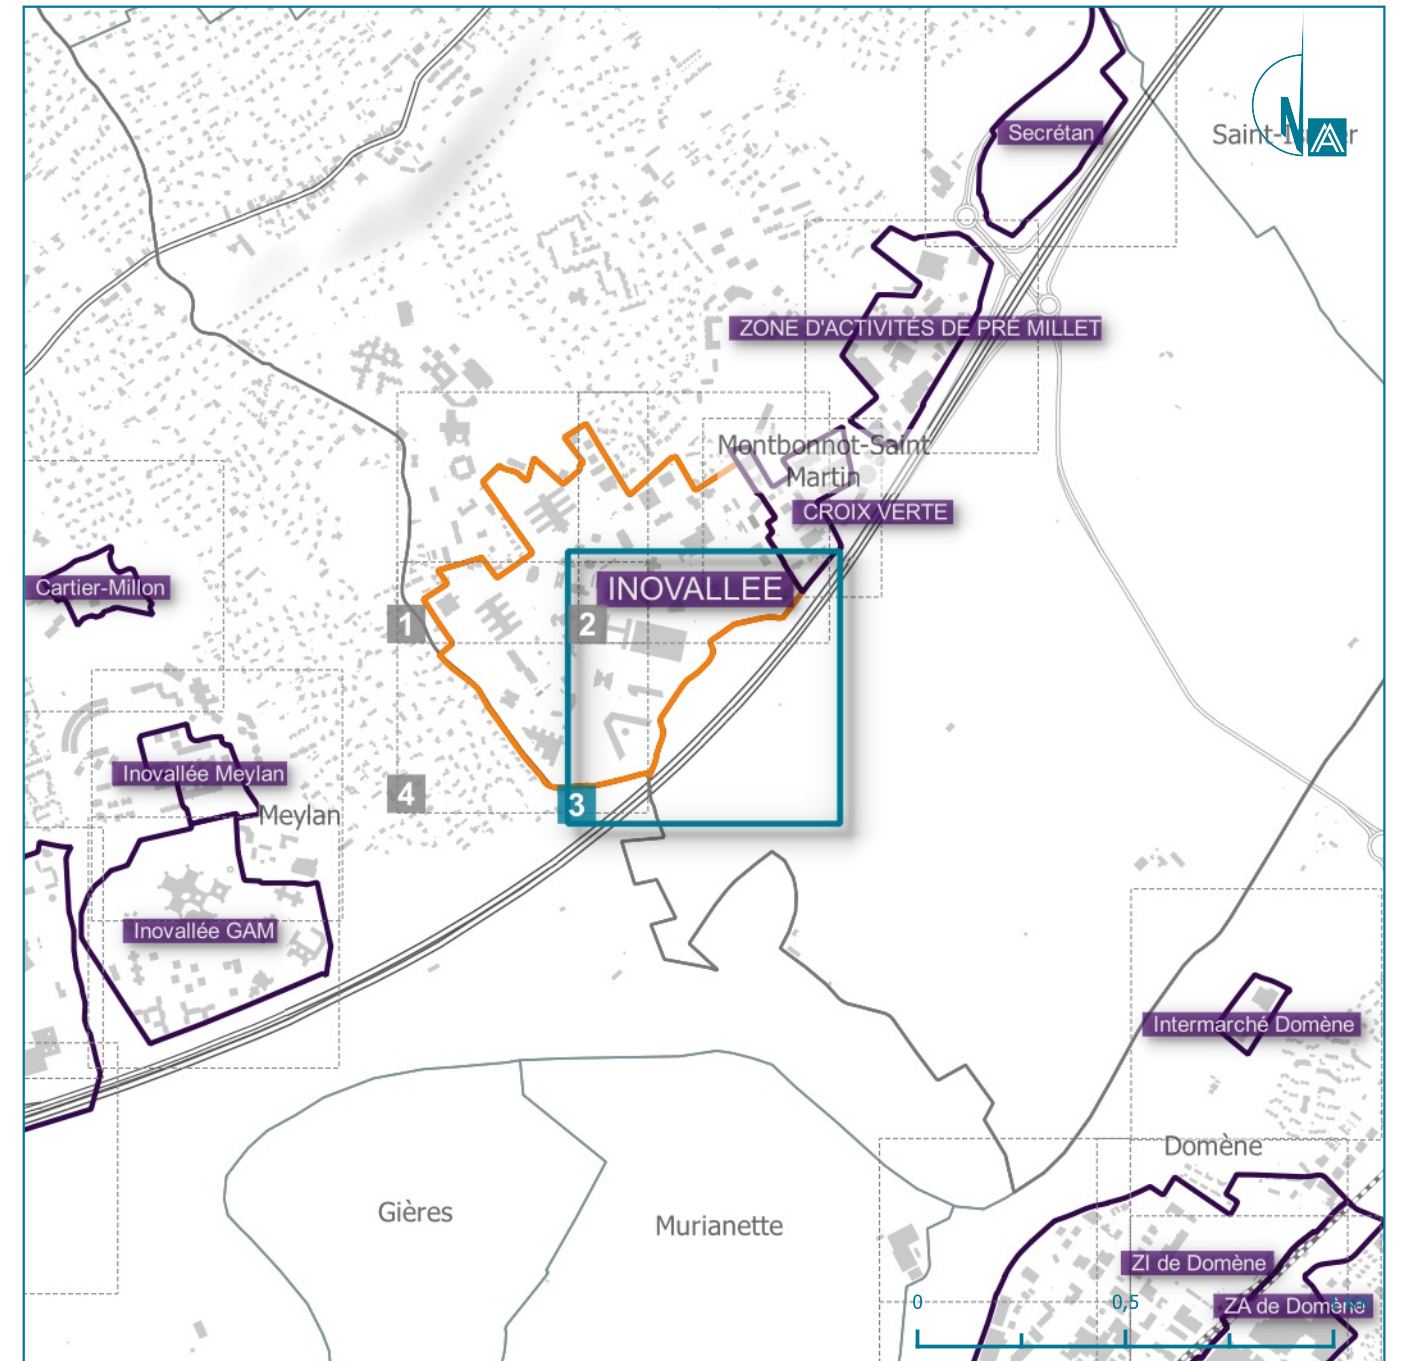 N
Secrétan
ZONE D'ACTIVITÉS DE PRÉ MILLET
Montbonnot-Saint
Martin
CROIX VERTE
INOVALLEE
Cartier-Millon
1
2
Inovallée Meylan
4
3
Meylan
Inovallée GAM
Intermarché Domène
Domène
Gières
Murianette
ZI de Domène
0
0,5
ZA de Domène